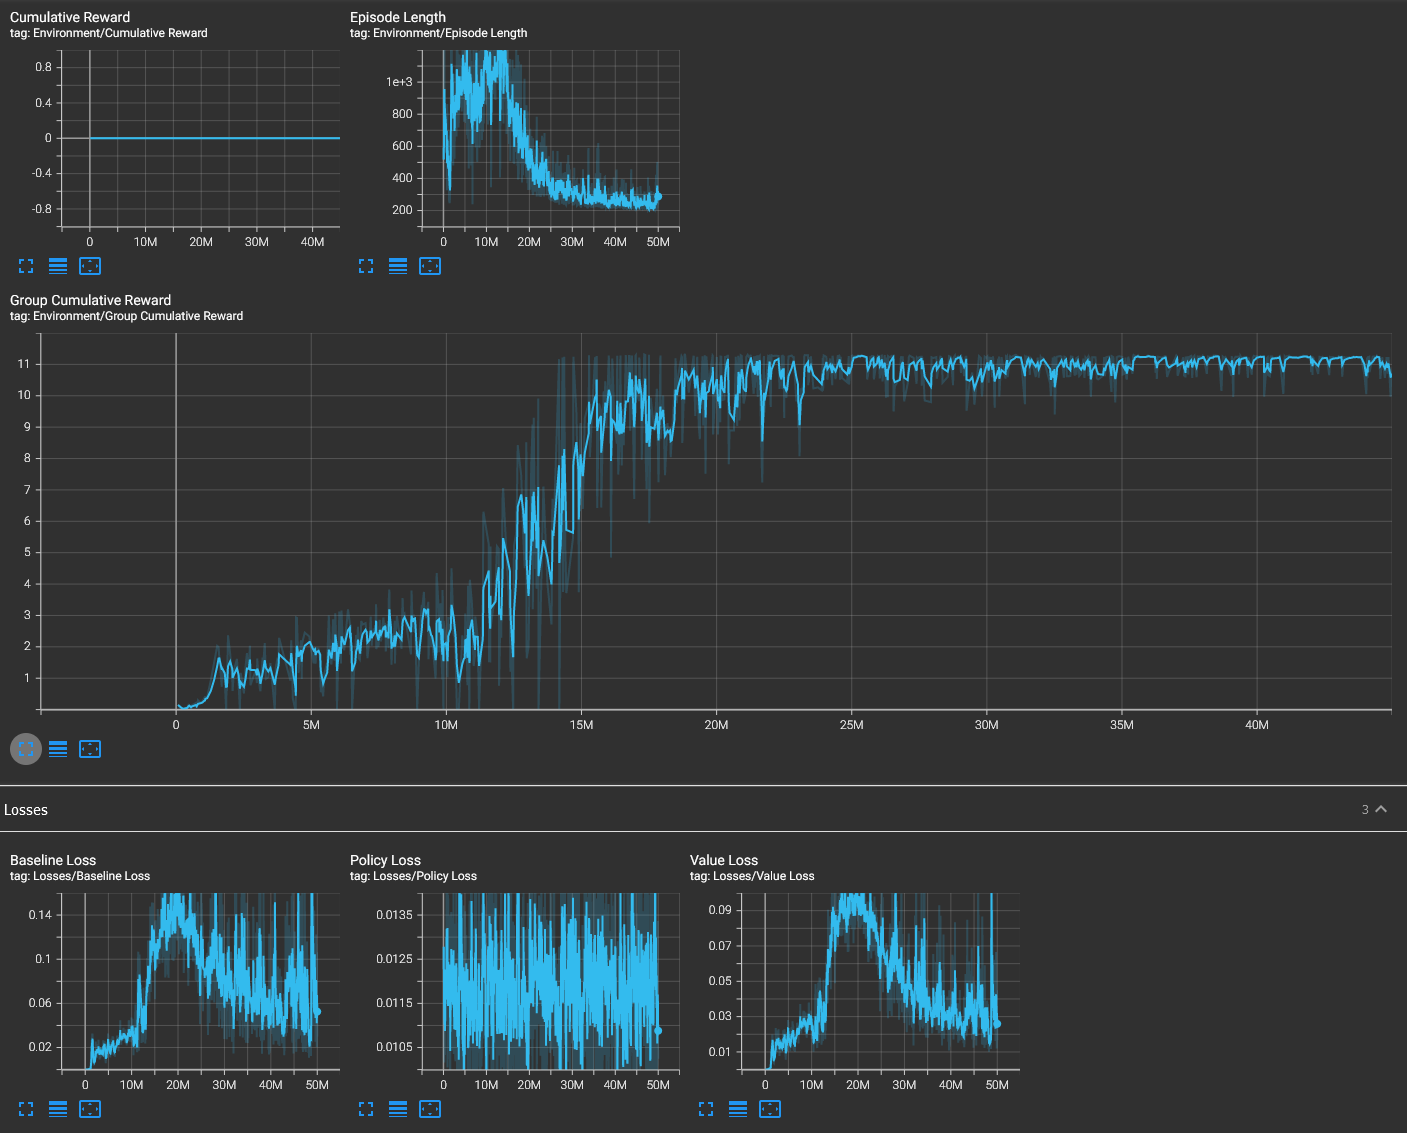 Cumulative Reward
tag: Environment/Cumulative Reward
0.8
0.4
0
-0.4
-0.8
0 10M 20M 30M 40M
Episode Length
tag: Environment/Episode Length
1e+3
800
600
400
200
0 10M 20M 30M 40M 50M
Group Cumulative Reward
tag: Environment/Group Cumulative Reward
11
10
9
8
7
6
5
4
3
2
1
0 5M 10M 15M 20M 25M 30M 35M 40M
Losses 3
Baseline Loss
tag: Losses/Baseline Loss
0.14
0.1
0.06
0.02
0 10M 20M 30M 40M 50M
Policy Loss
tag: Losses/Policy Loss
0.0135
0.0125
0.0115
0.0105
0 10M 20M 30M 40M 50M
Value Loss
tag: Losses/Value Loss
0.09
0.07
0.05
0.03
0.01
0 10M 20M 30M 40M 50M